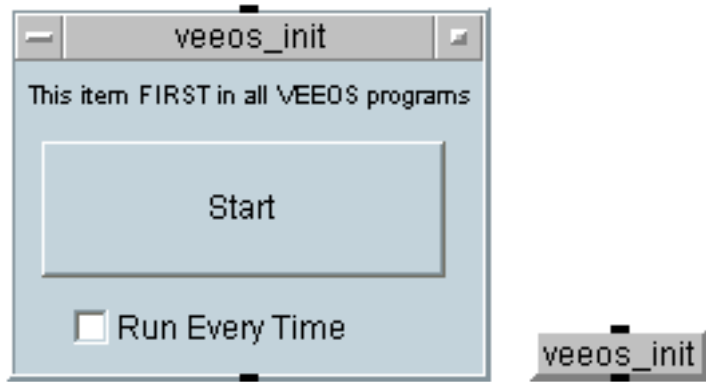 veeos_init
This item FIRST in all VEEOS programs
Start
Run Every Time
veeos_init